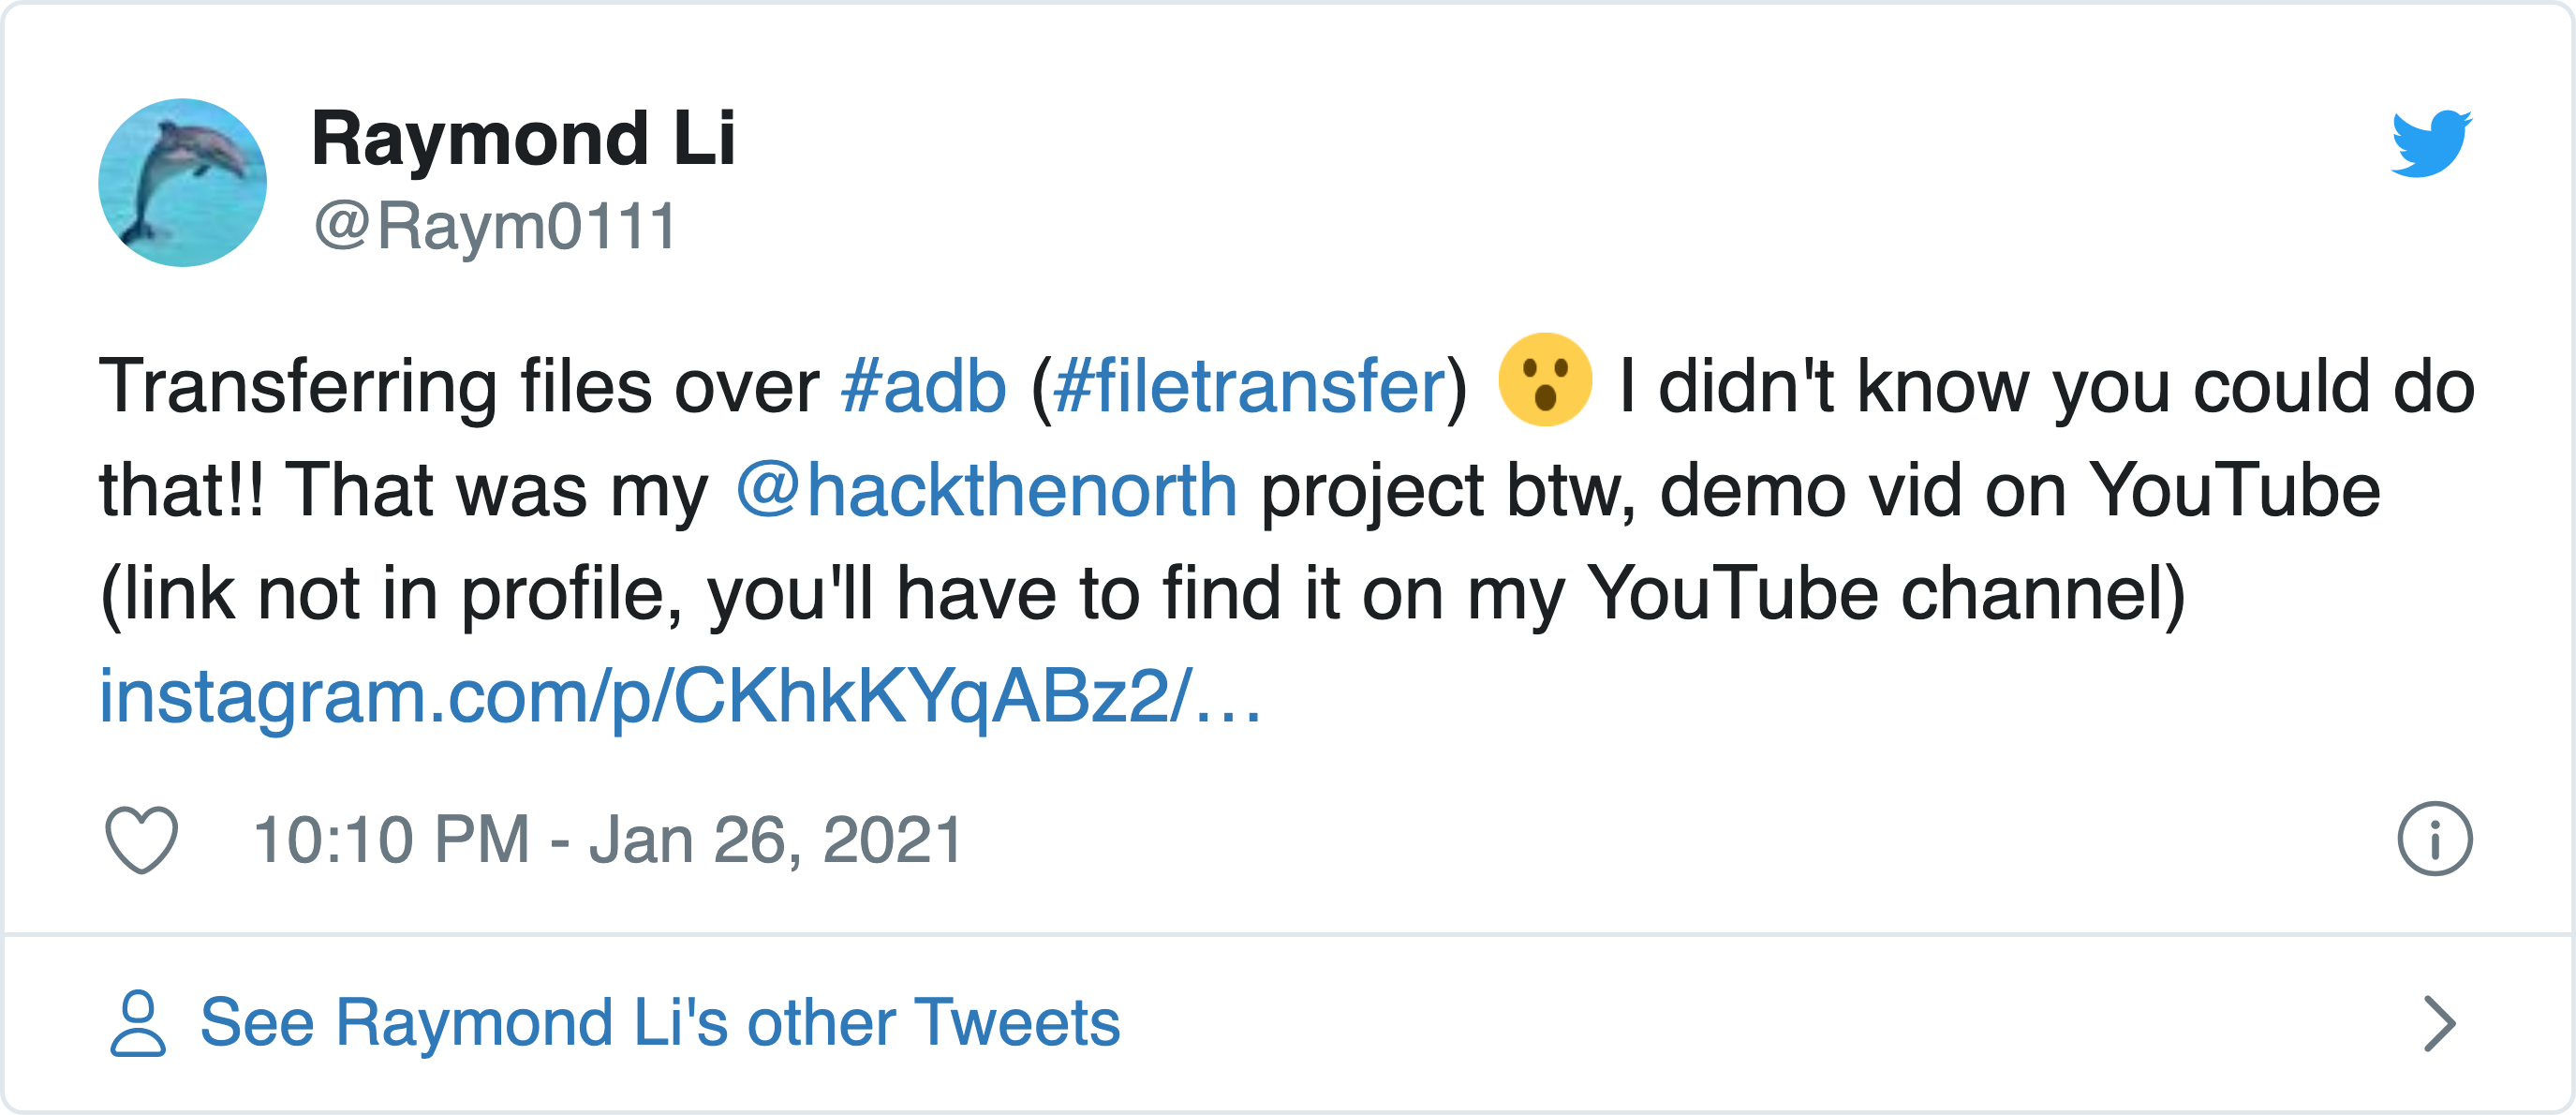 Raymond Li
@Raym0111
Transferring files over #adb (#filetransfer) 😮 I didn't know you could do
that!! That was my @hackthenorth project btw, demo vid on YouTube
(link not in profile, you'll have to find it on my YouTube channel)
instagram.com/p/CKhkKYqABz2/…
10:10 PM - Jan 26, 2021
See Raymond Li's other Tweets